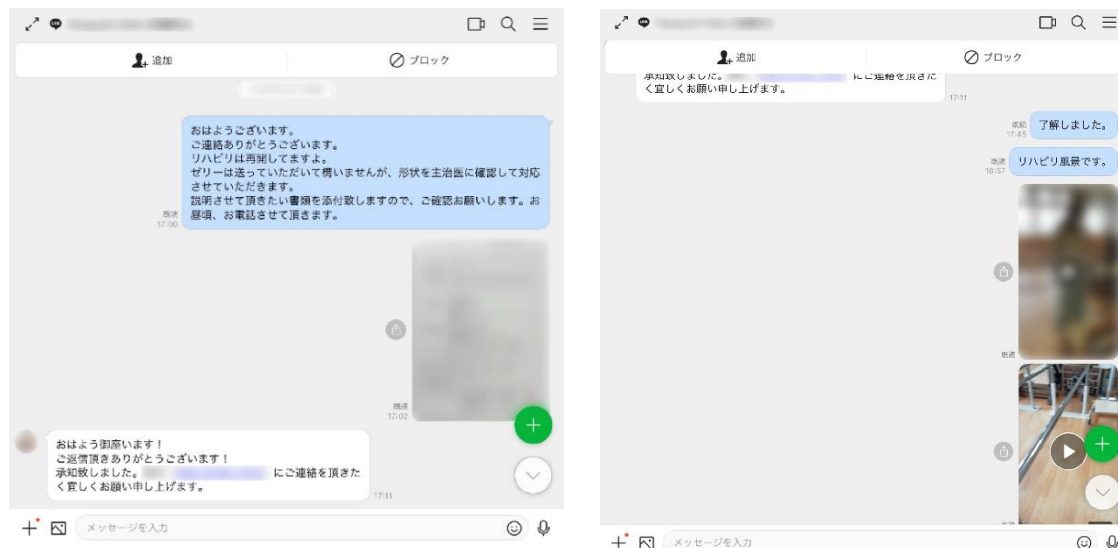 LINE
追加
ブロック
おはようございます。
ご連絡ありがとうございます。
リハビリは再開してますよ。
ゼリーは送っていただいて構いませんが、形状を主治医に確認して対応
させていただきます。
説明させて頂きたい書類を添付致しますので、ご確認お願いします。お
昼頃、お電話させて頂きます。
既読
17:00
既読
17:02
おはよう御座います！
ご返信頂きありがとうございます！
承知致しました。 にご連絡を頂きた
く宜しくお願い申し上げます。
17:11
メッセージを入力
LINE
追加
ブロック
承知致しました。 にご連絡を頂きた
く宜しくお願い申し上げます。
17:11
了解しました。
既読
17:45
リハビリ風景です。
既読
18:57
既読
メッセージを入力